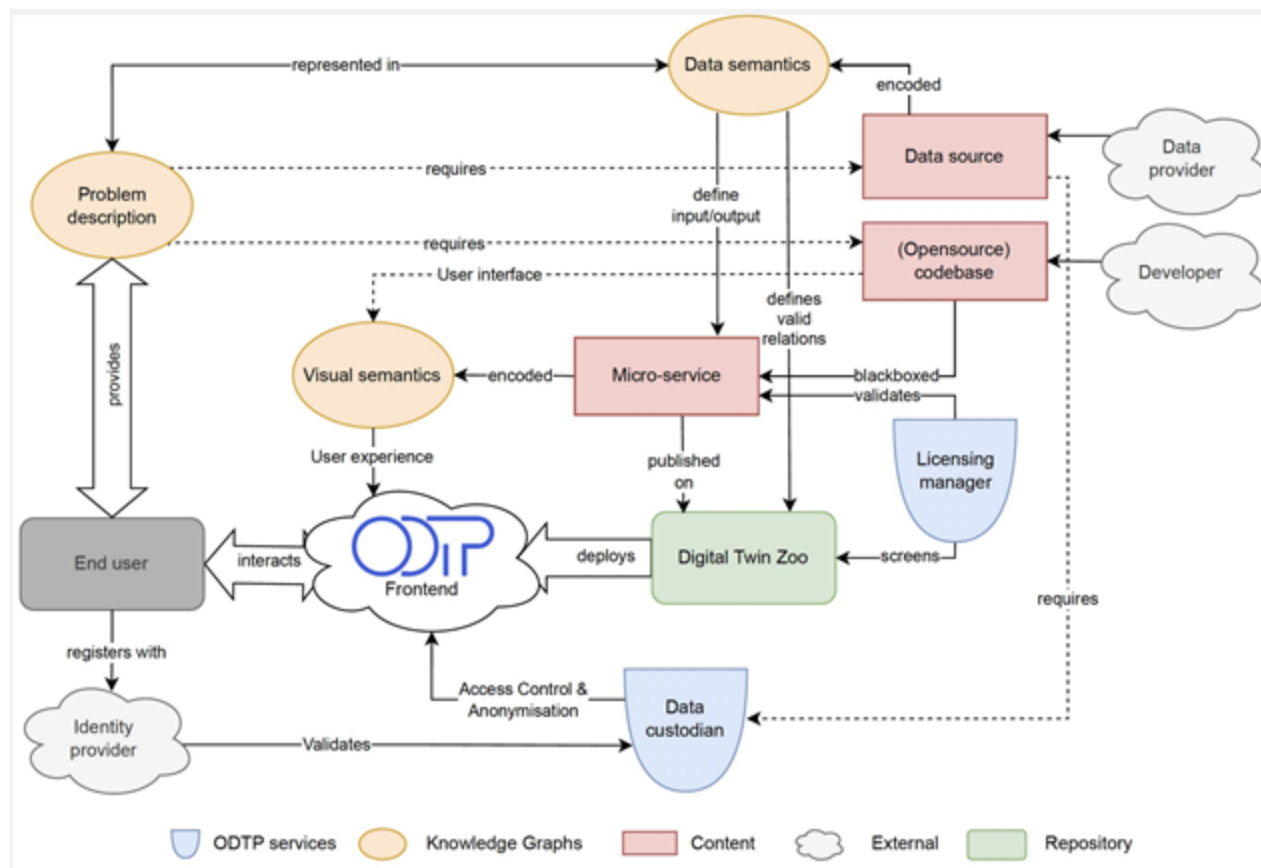 represented in
Data semantics
encoded
Data source
Data
provider
requires
Problem
description
define
input/output
requires
(Opensource)
codebase
Developer
User interface
defines
valid
relations
provides
Visual semantics
encoded
Micro-service
blackboxed
validates
User experience
published
on
Licensing
manager
End user
interacts
ODTP
Frontend
deploys
Digital Twin Zoo
screens
requires
registers with
Access Control &
Anonymisation
Data
custodian
Identity
provider
Validates
ODTP services
Knowledge Graphs
Content
External
Repository